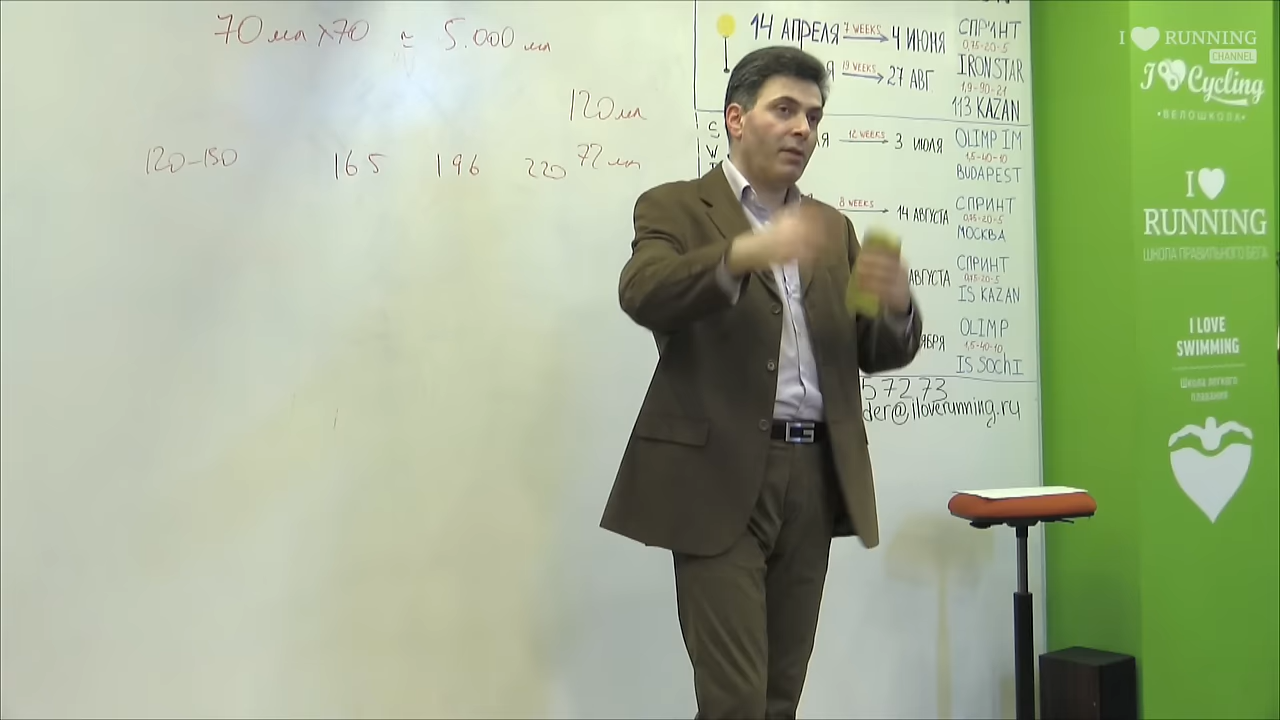 70 мл x 70 ≈ 5.000 мл
120 мл
120-150 165 196 220 72 мл
14 АПРЕЛЯ 7 WEEKS → 4 ИЮНЯ СПРИНТ
0,75-20-5
19 WEEKS → 27 АВГ IRONSTAR
1,9-90-21
113 KAZAN
12 WEEKS → 3 ИЮЛЯ OLIMP IM
1,5-40-10
BUDAPEST
8 WEEKS → 14 АВГУСТА СПРИНТ
0,75-20-5
МОСКВА
АВГУСТА СПРИНТ
0,75-20-5
IS KAZAN
ЯБРЯ OLIMP
1,5-40-10
IS SOCHI
57273
der@iloverunning.ru
I RUNNING
CHANNEL
I Cycling
•ВЕЛОШКОЛА•
I
RUNNING
ШКОЛА ПРАВИЛЬНОГО БЕГА
I LOVE
SWIMMING
Школа легкого
плавания